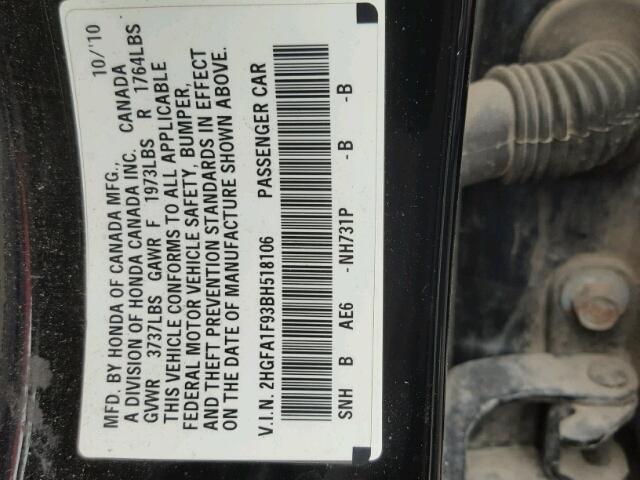 MFD. BY HONDA OF CANADA MFG., 10/'10
A DIVISION OF HONDA CANADA INC. CANADA
GVWR 3737LBS GAWR F 1973LBS R 1764LBS
THIS VEHICLE CONFORMS TO ALL APPLICABLE
FEDERAL MOTOR VEHICLE SAFETY, BUMPER,
AND THEFT PREVENTION STANDARDS IN EFFECT
ON THE DATE OF MANUFACTURE SHOWN ABOVE.
V.I.N. 2HGFA1F93BH518106 PASSENGER CAR
SNH B AE6 -NH731P -B -B